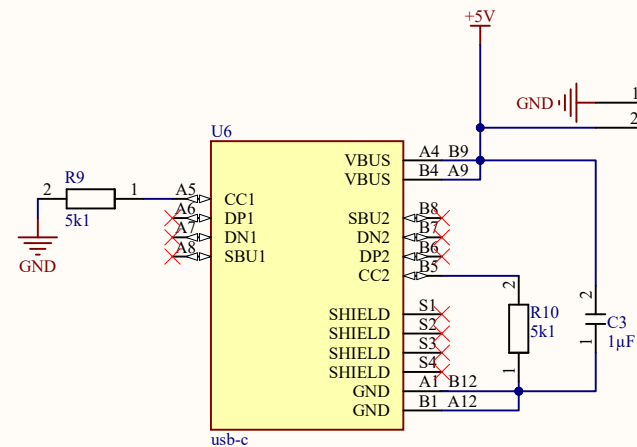 +5V
GND
1
2
U6
VBUS A4 B9
VBUS B4 A9
R9
2 1 A5 CC1
5k1
A6 DP1
A7 DN1
A8 SBU1
GND
SBU2 B8
DN2 B7
DP2 B6
CC2 B5
2
R10
5k1
1
2
C3
1µF
1
SHIELD S1
SHIELD S2
SHIELD S3
SHIELD S4
GND A1 B12
GND B1 A12
usb-c